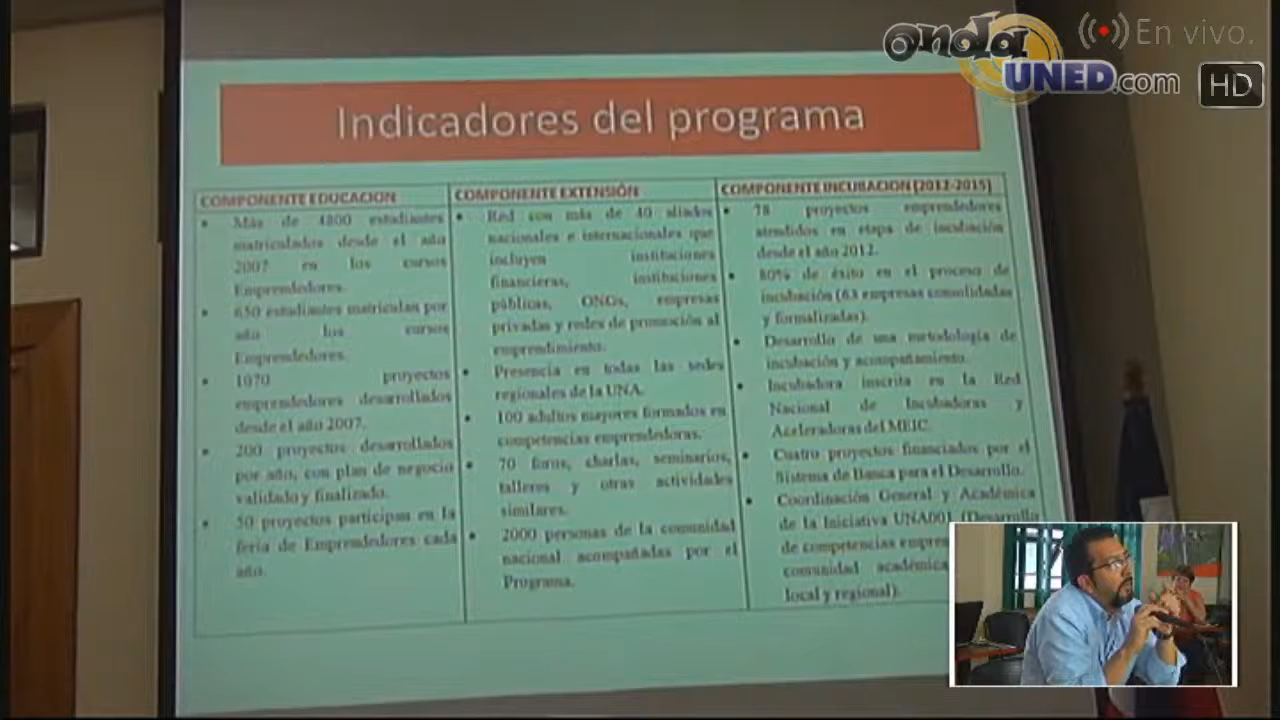 onda
UNED.com
En vivo.
HD
Indicadores del programa
COMPONENTE EDUCACION
• Más de 4800 estudiantes
matriculados desde el año
2007 en los cursos
Emprendedores.
• 650 estudiantes matriculas por
año los cursos
Emprendedores.
• 1070 proyectos
emprendedores desarrollados
desde el año 2007.
• 200 proyectos desarrollados
por año, con plan de negocio
validado y finalizado.
• 50 proyectos participan en la
feria de Emprendedores cada
año.
COMPONENTE EXTENSIÓN
• Red con más de 40 aliados
nacionales e internacionales que
incluyen instituciones
financieras, instituciones
públicas, ONGs, empresas
privadas y redes de promoción al
emprendimiento.
• Presencia en todas las sedes
regionales de la UNA.
• 100 adultos mayores formados en
competencias emprendedoras.
• 70 foros, charlas, seminarios,
talleres y otras actividades
similares.
• 2000 personas de la comunidad
nacional acompañadas por el
Programa.
COMPONENTE INCUBACION (2012-2015)
• 78 proyectos emprendedores
atendidos en etapa de incubación
desde el año 2012.
• 80% de éxito en el proceso de
incubación (63 empresas consolidadas
y formalizadas).
• Desarrollo de una metodología de
incubación y acompañamiento.
• Incubadora inscrita en la Red
Nacional de Incubadoras y
Aceleradoras del MEIC.
• Cuatro proyectos financiados por el
Sistema de Banca para el Desarrollo.
• Coordinación General y Académica
de la Iniciativa UNA001 (Desarrollo
de competencias empren
comunidad académica
local y regional).